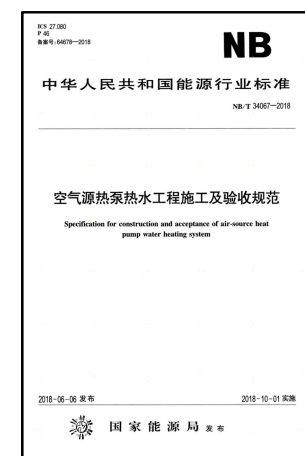 ICS 27.080
P 46
备案号:64678—2018
NB
中华人民共和国能源行业标准
NB/T 34067—2018
空气源热泵热水工程施工及验收规范
Specification for construction and acceptance of air-source heat
pump water heating system
2018-06-06 发布
2018-10-01 实施
国家能源局 发布